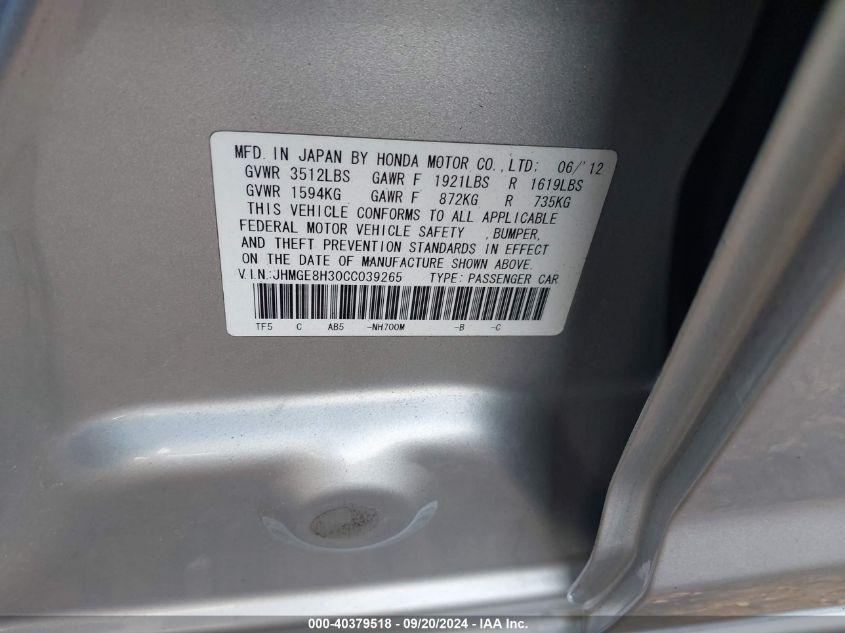 MFD. IN JAPAN BY HONDA MOTOR CO.,LTD; 06/'12
GVWR 3512LBS GAWR F 1921LBS R 1619LBS
GVWR 1594KG GAWR F 872KG R 735KG
THIS VEHICLE CONFORMS TO ALL APPLICABLE
FEDERAL MOTOR VEHICLE SAFETY ,BUMPER,
AND THEFT PREVENTION STANDARDS IN EFFECT
ON THE DATE OF MANUFACTURE SHOWN ABOVE.
V.I.N.:JHMGE8H30CC039265 TYPE: PASSENGER CAR
TF5 C AB5 -NH700M -B -C
000-40379518 - 09/20/2024 - IAA Inc.